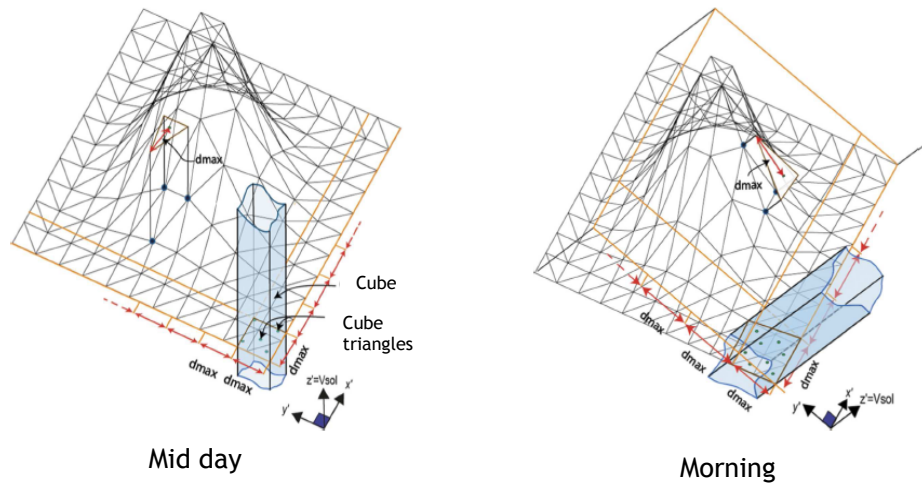 dmax
Cube
Cube
triangles
dmax
dmax
dmax
z'=Vsol
x'
y'
Mid day
dmax
dmax
dmax
dmax
dmax
x'
y'
z'=Vsol
Morning